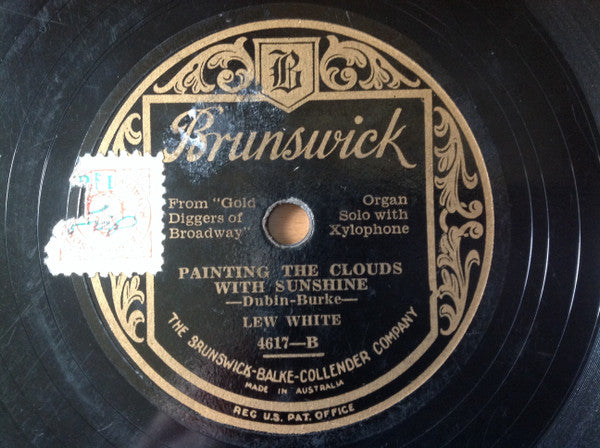 B
Brunswick
From "Gold
Diggers of
Broadway"
Organ
Solo with
Xylophone
PAINTING THE CLOUDS
WITH SUNSHINE
—Dubin-Burke—
LEW WHITE
4617—B
THE BRUNSWICK-BALKE-COLLENDER COMPANY
MADE IN AUSTRALIA
REG U.S. PAT. OFFICE